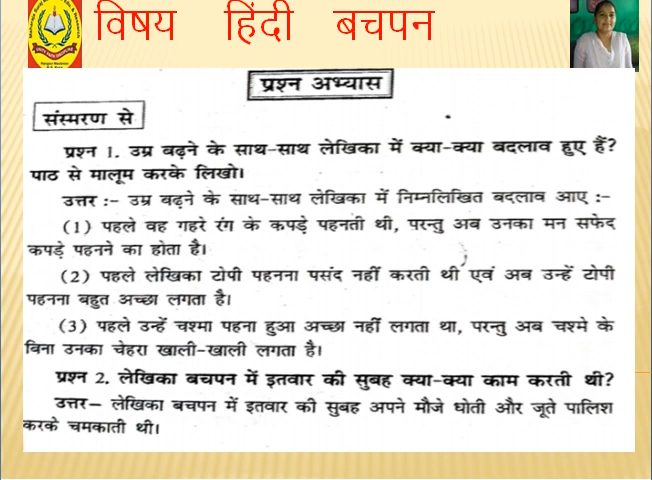 विषय हिंदी बचपन
प्रश्न अभ्यास
संस्मरण से
प्रश्न 1. उम्र बढ़ने के साथ-साथ लेखिका में क्या-क्या बदलाव हुए हैं?
पाठ से मालूम करके लिखो।
उत्तर :- उम्र बढ़ने के साथ-साथ लेखिका में निम्नलिखित बदलाव आए :-
(1) पहले वह गहरे रंग के कपड़े पहनती थी, परन्तु अब उनका मन सफेद
कपड़े पहनने का होता है।
(2) पहले लेखिका टोपी पहनना पसंद नहीं करती थी एवं अब उन्हें टोपी
पहनना बहुत अच्छा लगता है।
(3) पहले उन्हें चश्मा पहना हुआ अच्छा नहीं लगता था, परन्तु अब चश्मे के
बिना उनका चेहरा खाली-खाली लगता है।
प्रश्न 2. लेखिका बचपन में इतवार की सुबह क्या-क्या काम करती थी?
उत्तर– लेखिका बचपन में इतवार की सुबह अपने मौजे धोती और जूते पालिश
करके चमकाती थी।